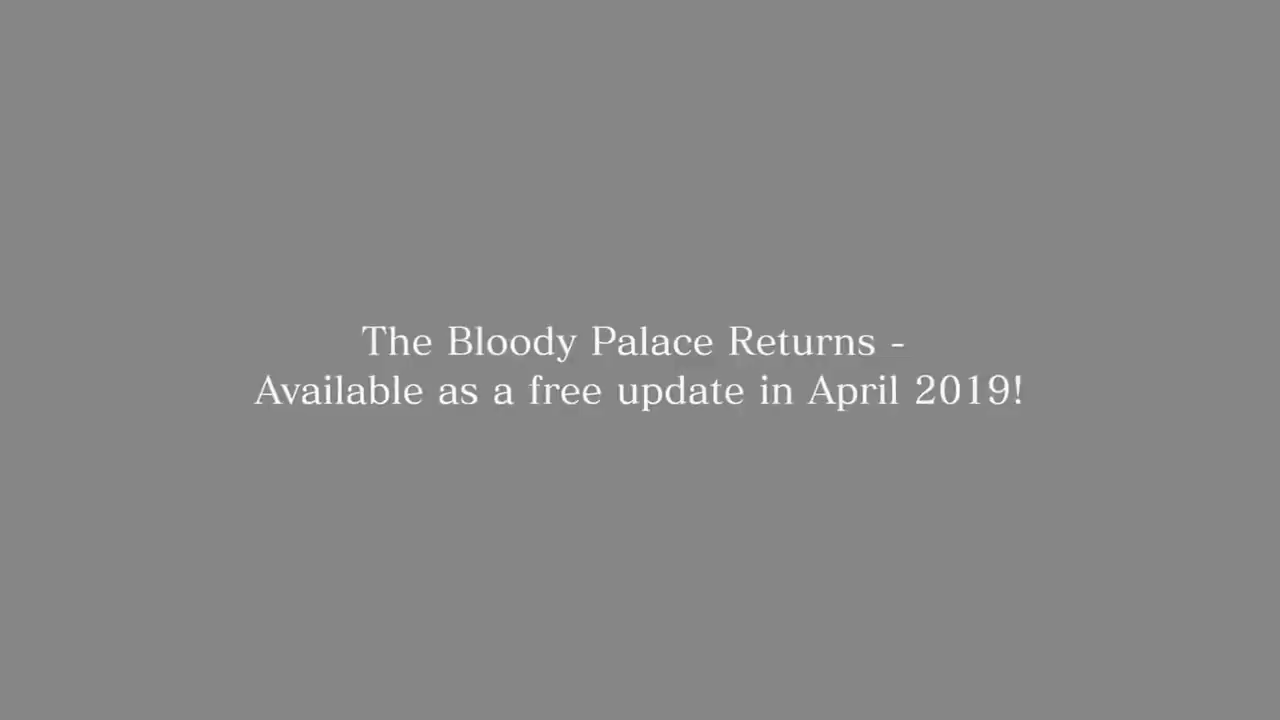 The Bloody Palace Returns -
Available as a free update in April 2019!